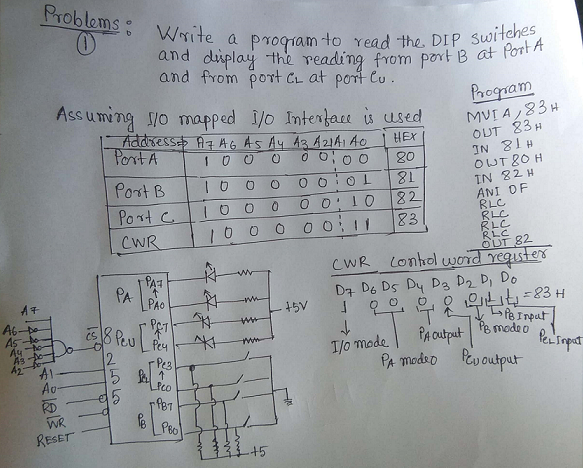 Problems :
① Write a program to read the DIP switches
and display the reading from port B at Port A
and from port CL at port Cu.
Assuming I/O mapped I/O Interface is used
Address A7 A6 A5 A4 A3 A2 A1 A0 HEX
Port A 1 0 0 0 0 0 0 0 80
Port B 1 0 0 0 0 0 0 1 81
Port C 1 0 0 0 0 0 1 0 82
CWR 1 0 0 0 0 0 1 1 83
Program
MVI A, 83H
OUT 83H
IN 81H
OUT 80H
IN 82H
ANI OF
RLC
RLC
RLC
RLC
OUT 82
CWR control word register
D7 D6 D5 D4 D3 D2 D1 D0
1 0 0 0 0 0 1 1 = 83H
I/O mode
PA mode0
PA output
PCU output
PB mode0
PB Input
PCL Input
A7
A6
A5
A4
A3
A2
A1
A0
RD
WR
RESET
CS
8
2
5
5
PA
PA7
PA0
PCU
PC7
PC4
PCL
PC3
PC0
PB
PB7
PB0
+5V
+5